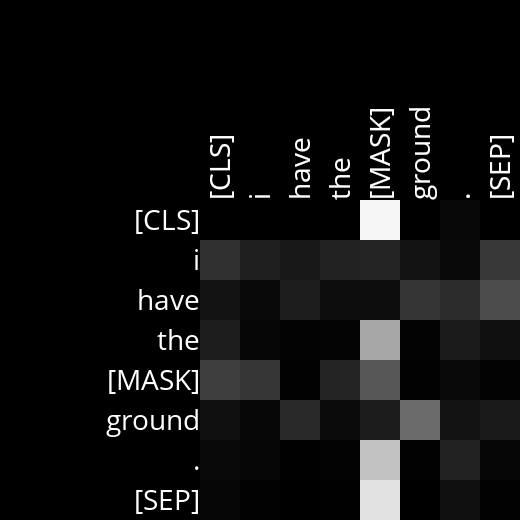 [CLS] i have the [MASK] ground . [SEP]
[CLS]
i
have
the
[MASK]
ground
.
[SEP]